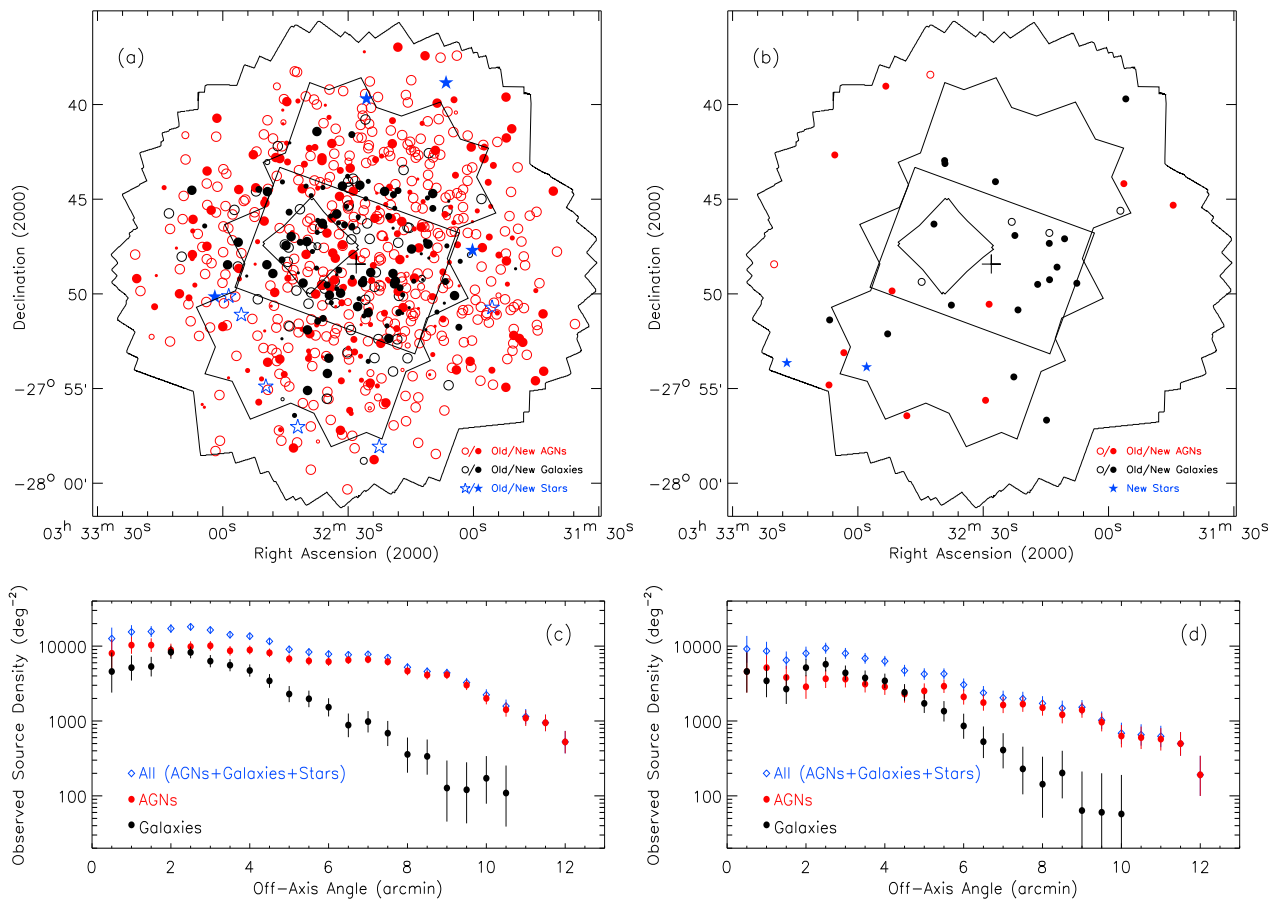 (a)
40
45
50
−27° 55'
−28° 00'
Declination (2000)
○/● Old/New AGNs
○/● Old/New Galaxies
☆/★ Old/New Stars
03ʰ 33ᵐ 30ˢ 00ˢ 32ᵐ 30ˢ 00ˢ 31ᵐ 30ˢ
Right Ascension (2000)
(b)
40
45
50
−27° 55'
−28° 00'
Declination (2000)
○/● Old/New AGNs
○/● Old/New Galaxies
★ New Stars
03ʰ 33ᵐ 30ˢ 00ˢ 32ᵐ 30ˢ 00ˢ 31ᵐ 30ˢ
Right Ascension (2000)
(c)
Observed Source Density (deg⁻²)
10000
1000
100
All (AGNs+Galaxies+Stars)
AGNs
Galaxies
0 2 4 6 8 10 12
Off-Axis Angle (arcmin)
(d)
Observed Source Density (deg⁻²)
10000
1000
100
All (AGNs+Galaxies+Stars)
AGNs
Galaxies
0 2 4 6 8 10 12
Off-Axis Angle (arcmin)